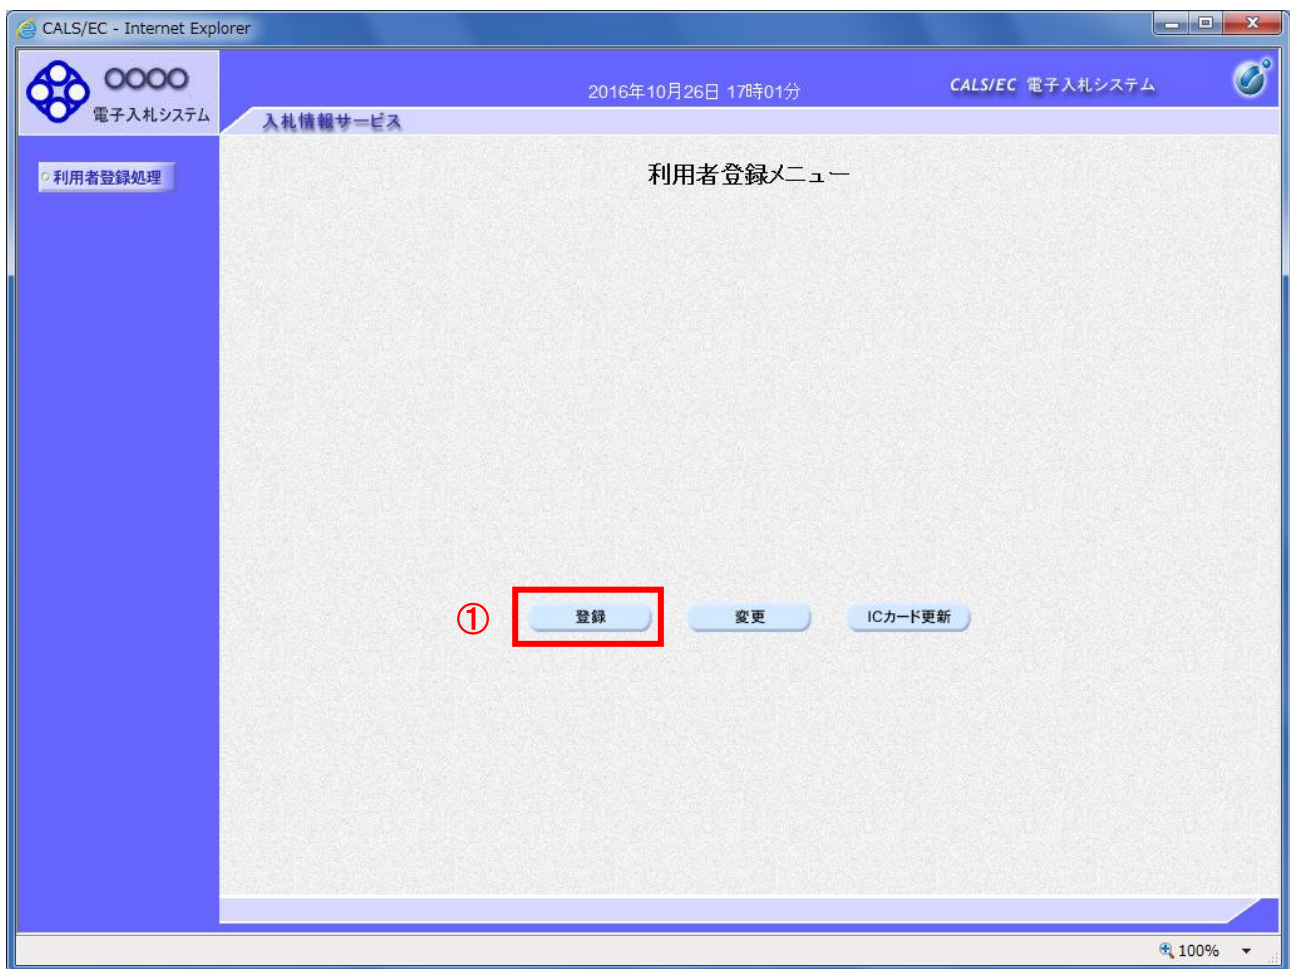 CALS/EC - Internet Explorer
〇〇〇〇
電子入札システム
2016年10月26日 17時01分
CALS/EC 電子入札システム
入札情報サービス
利用者登録処理
利用者登録メニュー
①
登録
変更
ICカード更新
100%